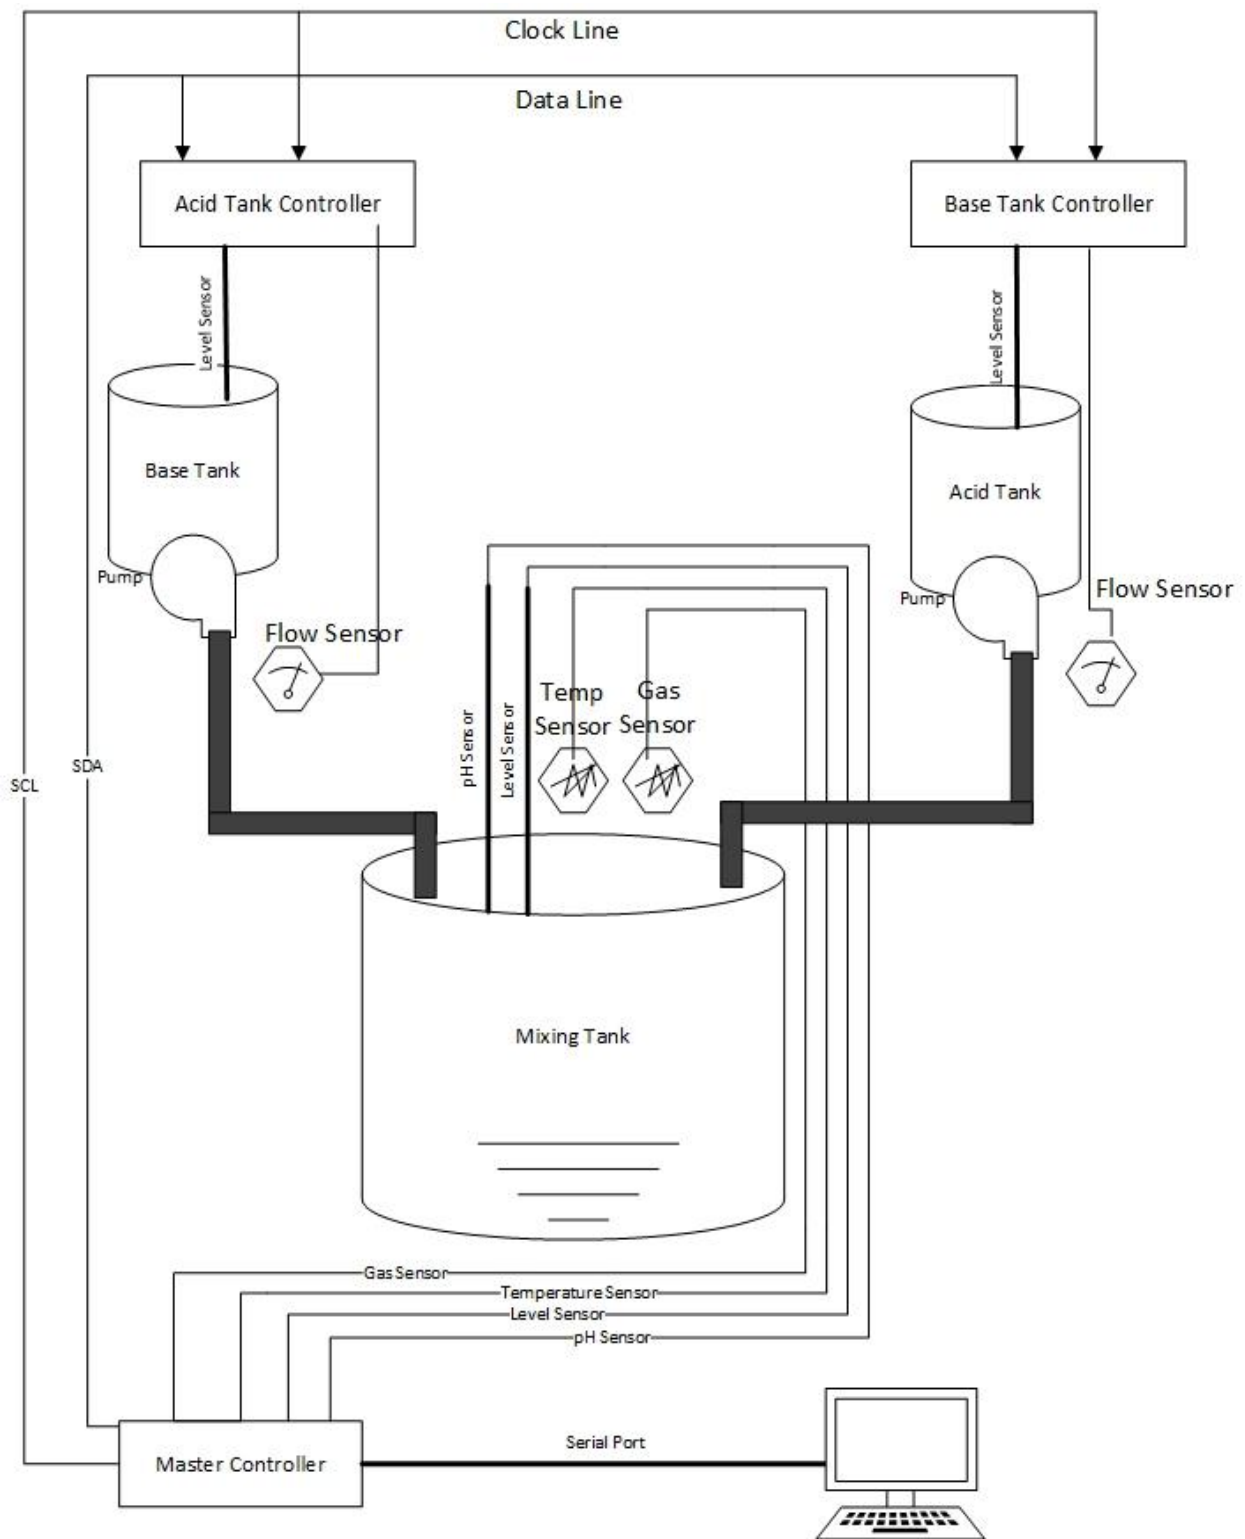 Clock Line
Data Line
Acid Tank Controller
Base Tank Controller
Level Sensor
Level Sensor
Base Tank
Acid Tank
Pump
Pump
Flow Sensor
Flow Sensor
Temp
Sensor
Gas
Sensor
pH Sensor
Level Sensor
SCL
SDA
Mixing Tank
Gas Sensor
Temperature Sensor
Level Sensor
pH Sensor
Serial Port
Master Controller